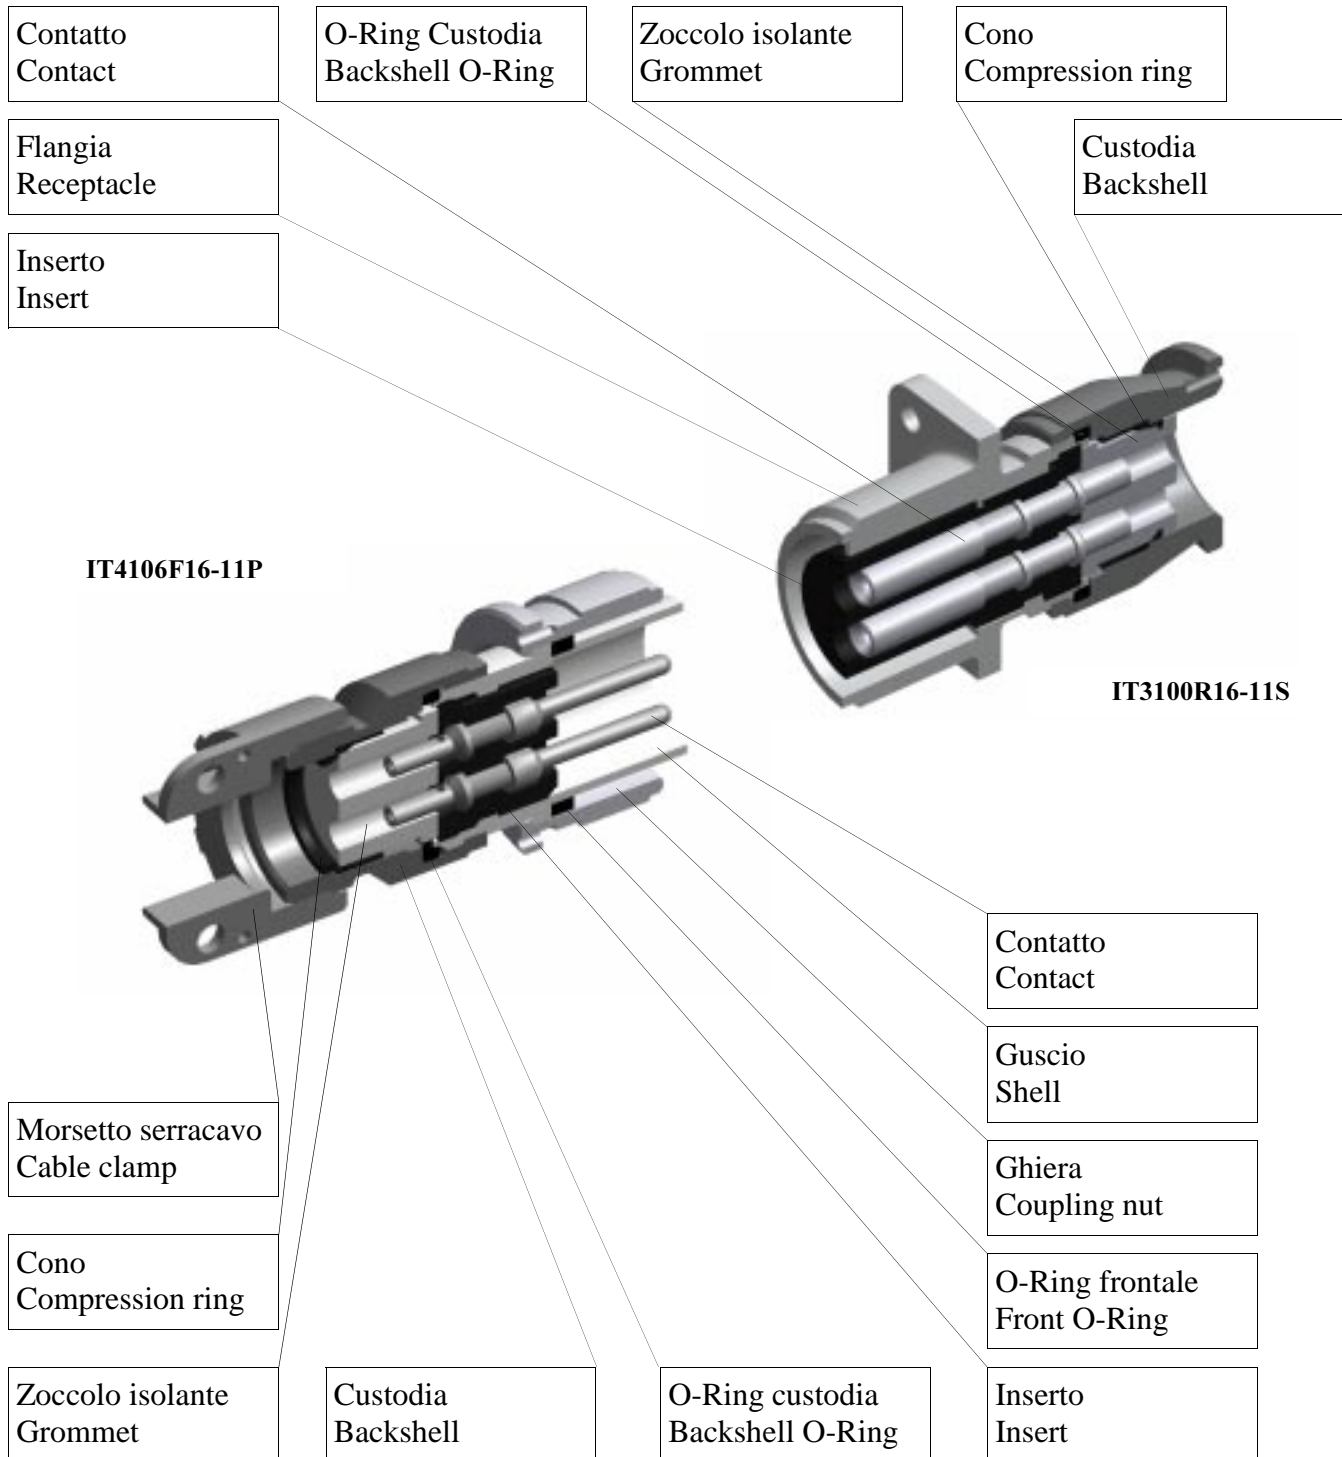 Contatto
Contact
O-Ring Custodia
Backshell O-Ring
Zoccolo isolante
Grommet
Cono
Compression ring
Flangia
Receptacle
Custodia
Backshell
Inserto
Insert
IT4106F16-11P
IT3100R16-11S
Contatto
Contact
Guscio
Shell
Morsetto serracavo
Cable clamp
Ghiera
Coupling nut
Cono
Compression ring
O-Ring frontale
Front O-Ring
Zoccolo isolante
Grommet
Custodia
Backshell
O-Ring custodia
Backshell O-Ring
Inserto
Insert